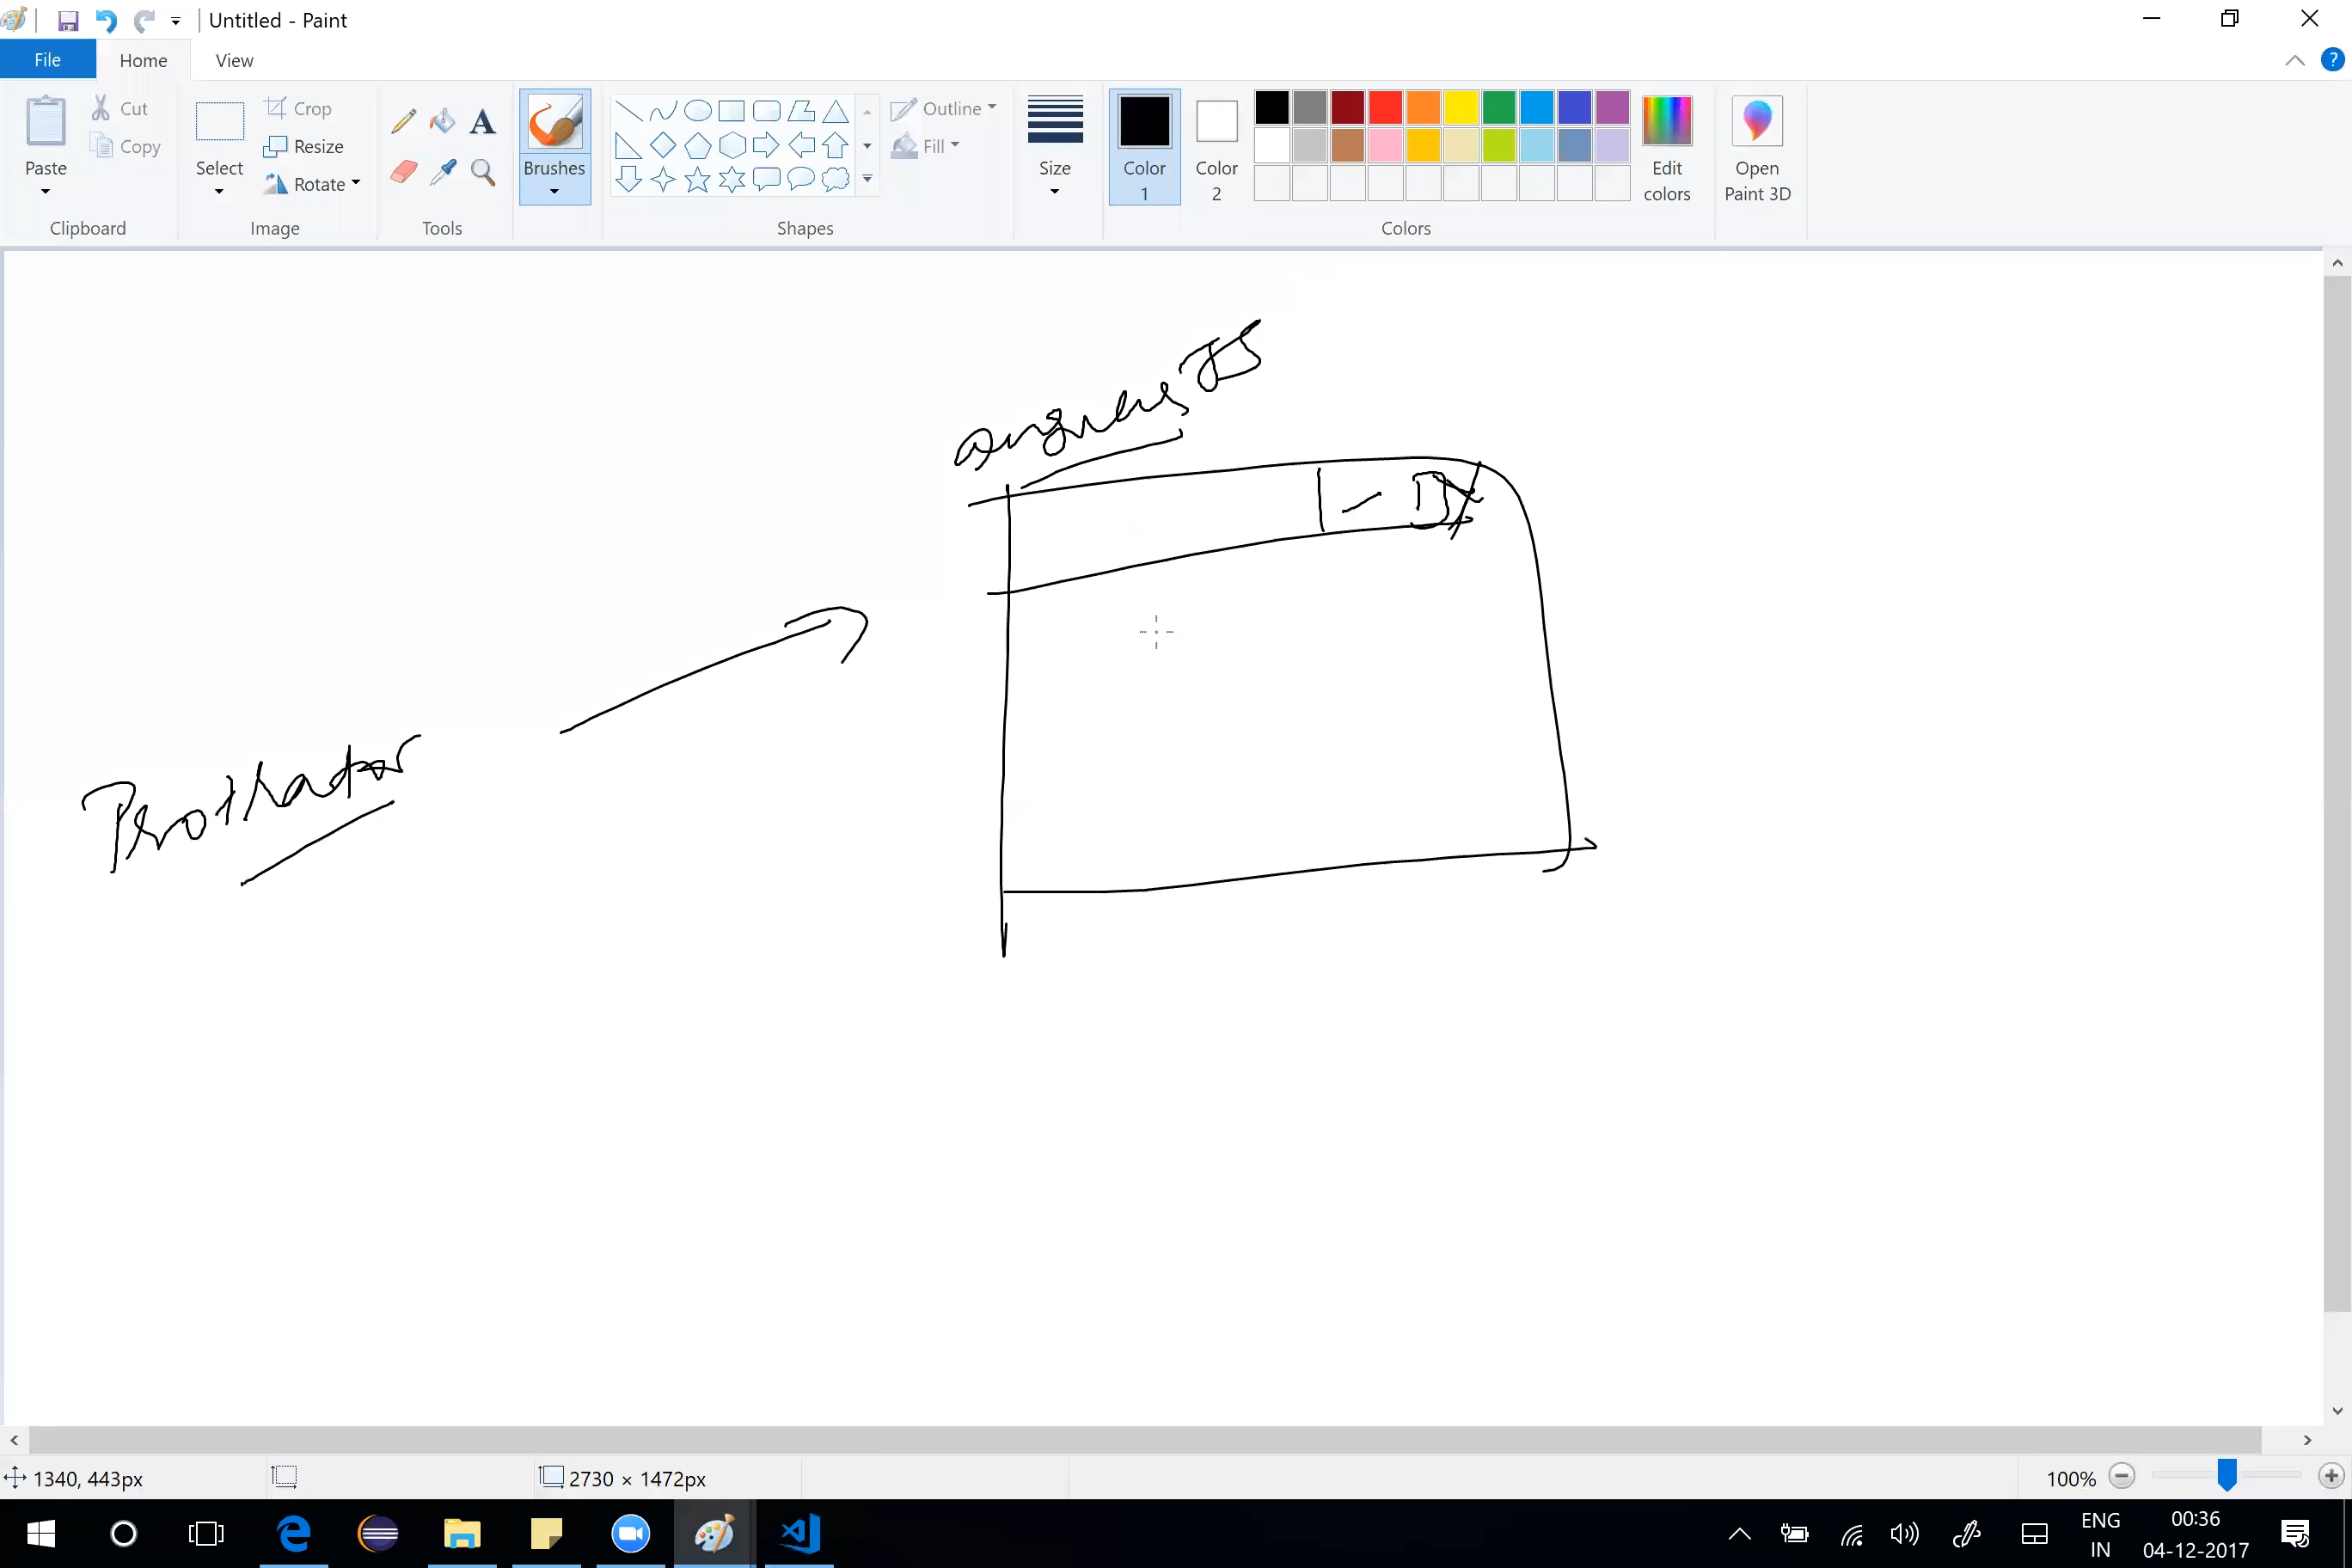 Untitled - Paint
File Home View
Paste
Cut
Copy
Clipboard
Select
Crop
Resize
Rotate
Image
A
Tools
Brushes
Shapes
Outline
Fill
Size
Color 1
Color 2
Colors
Edit colors
Open Paint 3D
angular JS
Protractor
1340, 443px
2730 × 1472px
100%
ENG
IN
00:36
04-12-2017